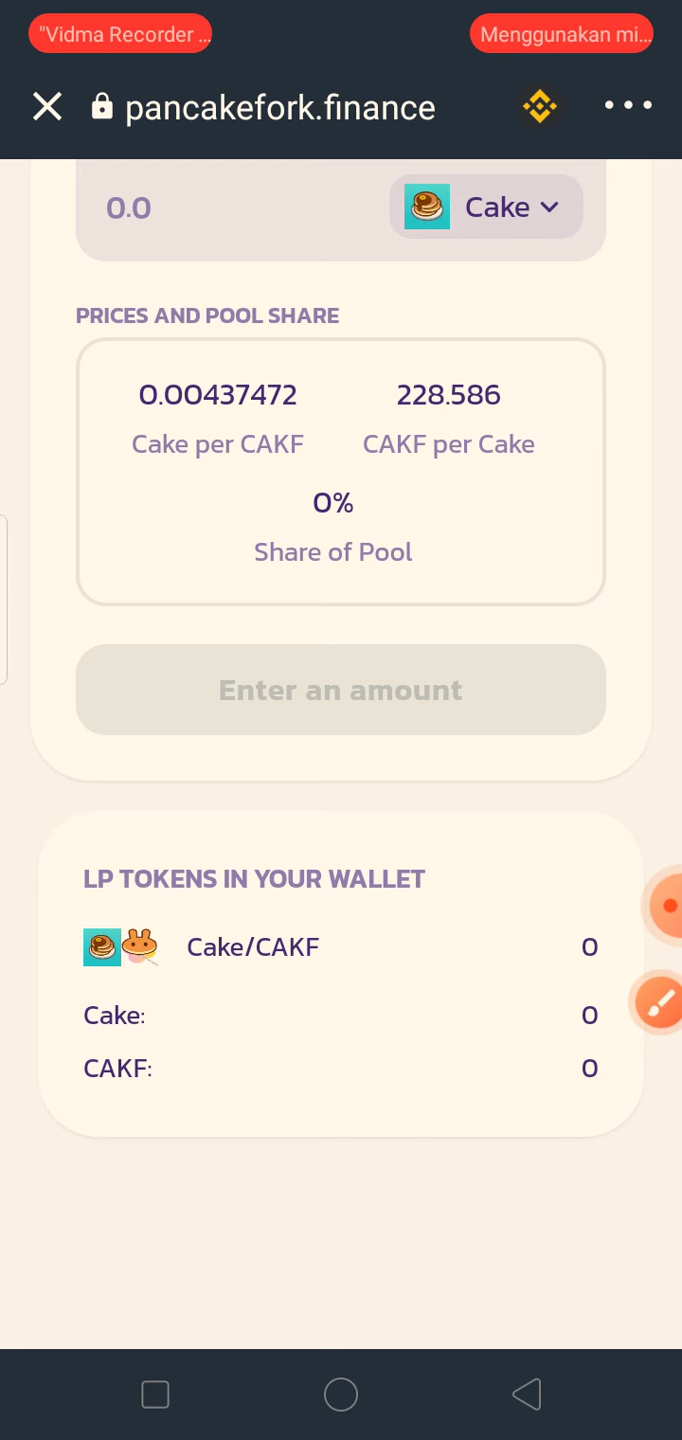 "Vidma Recorder ...
Menggunakan mi...
pancakefork.finance
0.0
Cake
PRICES AND POOL SHARE
0.00437472
228.586
Cake per CAKF
CAKF per Cake
0%
Share of Pool
Enter an amount
LP TOKENS IN YOUR WALLET
Cake/CAKF
0
Cake:
0
CAKF:
0